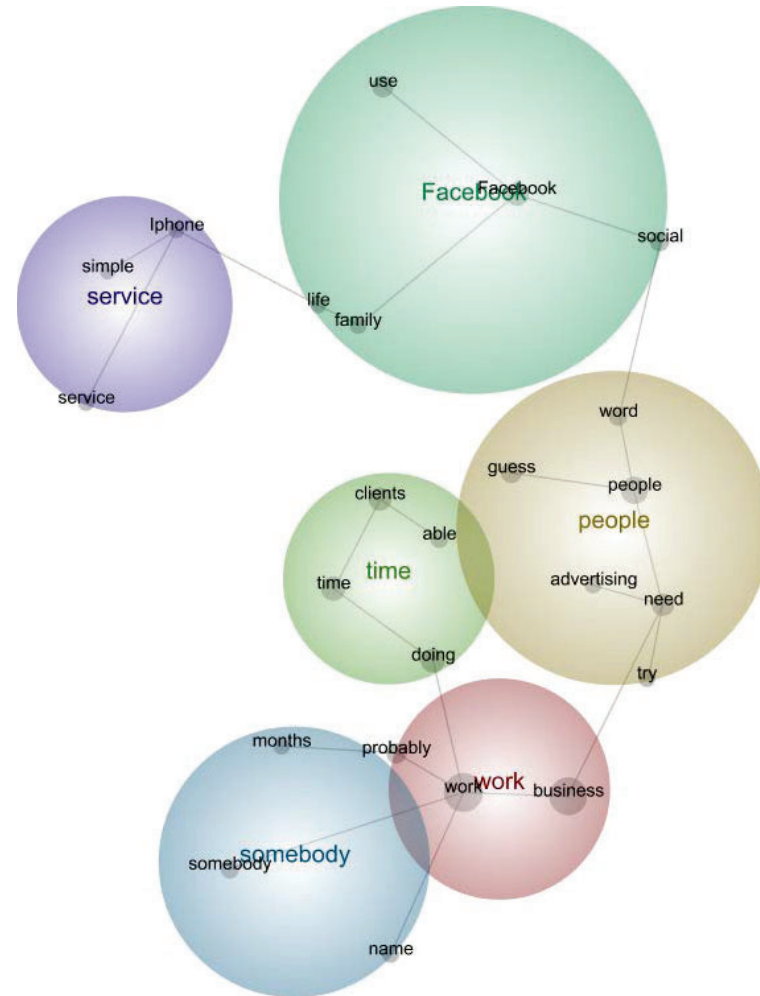 use
Facebook
Facebook
Iphone
social
simple
service
life
family
service
word
guess
people
clients
people
able
time
time
advertising
need
doing
try
months
probably
work
work
business
somebody
somebody
name